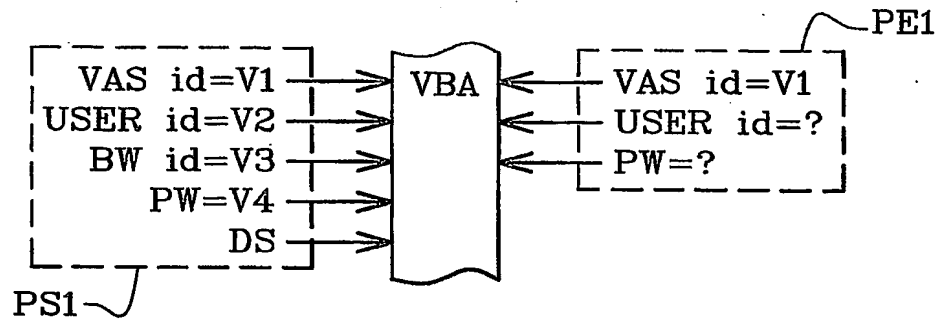 PE1
VAS id=V1
USER id=V2
BW id=V3
PW=V4
DS
VBA
VAS id=V1
USER id=?
PW=?
PS1